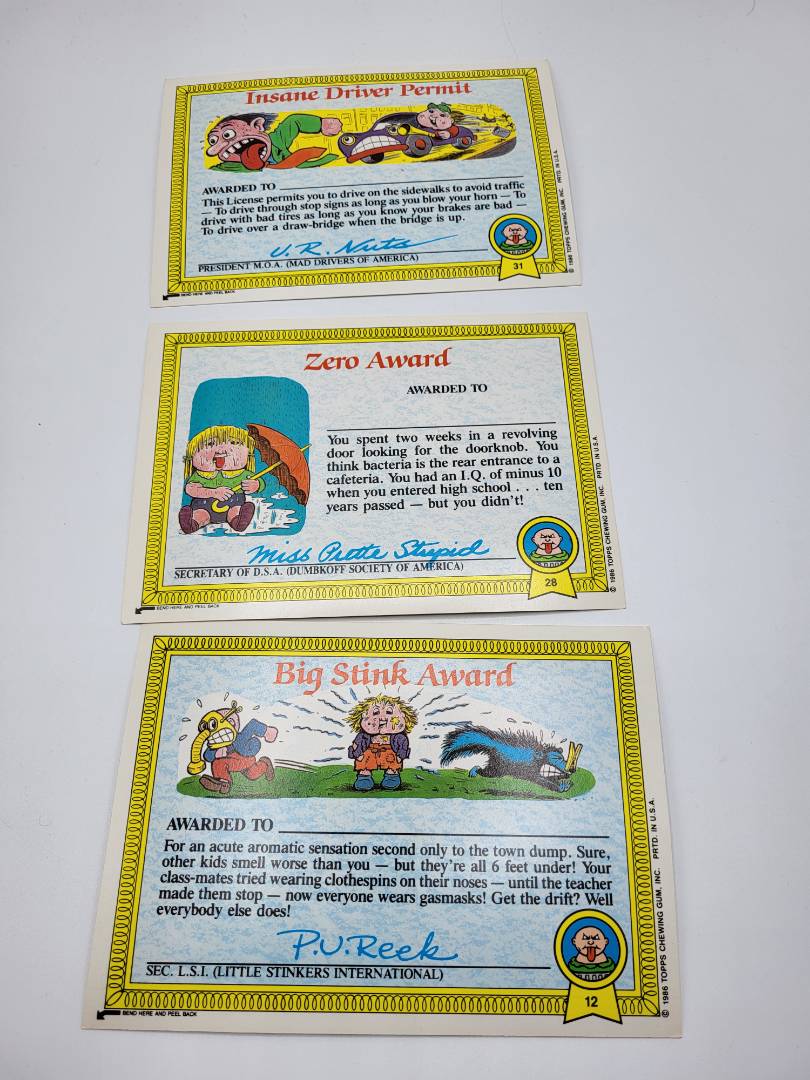 Insane Driver Permit
AWARDED TO
This License permits you to drive on the sidewalks to avoid traffic
— To drive through stop signs as long as you blow your horn — To
drive with bad tires as long as you know your brakes are bad —
To drive over a draw-bridge when the bridge is up.
U. R. Nuts
PRESIDENT M.O.A. (MAD DRIVERS OF AMERICA)
31
BEND HERE AND PEEL BACK
© 1986 TOPPS CHEWING GUM, INC. PRTD. IN U.S.A.
Zero Award
AWARDED TO
You spent two weeks in a revolving
door looking for the doorknob. You
think bacteria is the rear entrance to a
cafeteria. You had an I.Q. of minus 10
when you entered high school . . . ten
years passed — but you didn't!
Miss Prette Stupid
SECRETARY OF D.S.A. (DUMBKOFF SOCIETY OF AMERICA)
28
BEND HERE AND PEEL BACK
© 1986 TOPPS CHEWING GUM, INC. PRTD. IN U.S.A.
Big Stink Award
AWARDED TO
For an acute aromatic sensation second only to the town dump. Sure,
other kids smell worse than you — but they're all 6 feet under! Your
class-mates tried wearing clothespins on their noses — until the teacher
made them stop — now everyone wears gasmasks! Get the drift? Well
everybody else does!
P.U. Reek
SEC. L.S.I. (LITTLE STINKERS INTERNATIONAL)
12
BEND HERE AND PEEL BACK
© 1986 TOPPS CHEWING GUM, INC. PRTD. IN U.S.A.